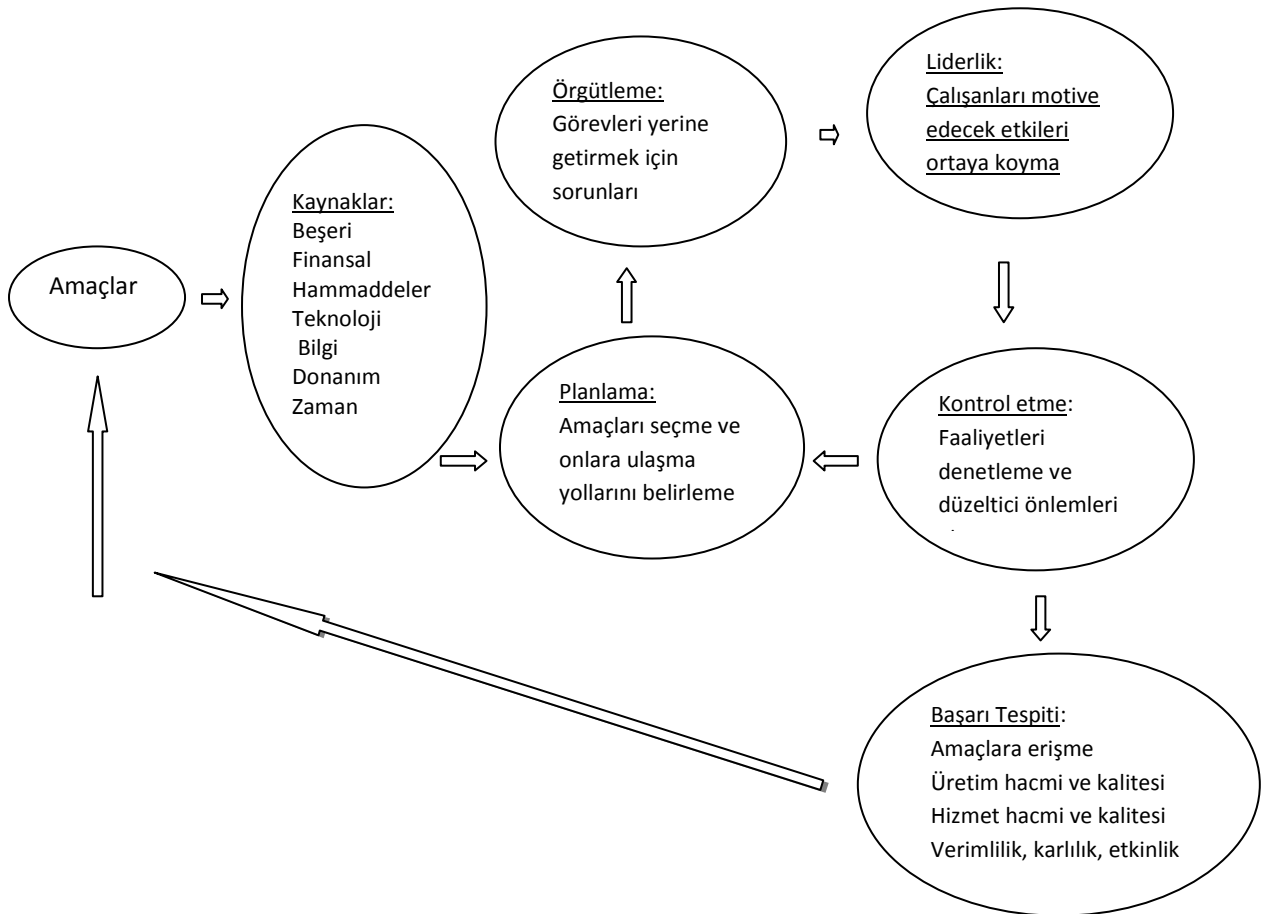 Amaçlar
Kaynaklar:
Beşeri
Finansal
Hammaddeler
Teknoloji
Bilgi
Donanım
Zaman
Planlama:
Amaçları seçme ve
onlara ulaşma
yollarını belirleme
Örgütleme:
Görevleri yerine
getirmek için
sorunları
Liderlik:
Çalışanları motive
edecek etkileri
ortaya koyma
Kontrol etme:
Faaliyetleri
denetleme ve
düzeltici önlemleri
Başarı Tespiti:
Amaçlara erişme
Üretim hacmi ve kalitesi
Hizmet hacmi ve kalitesi
Verimlilik, karlılık, etkinlik